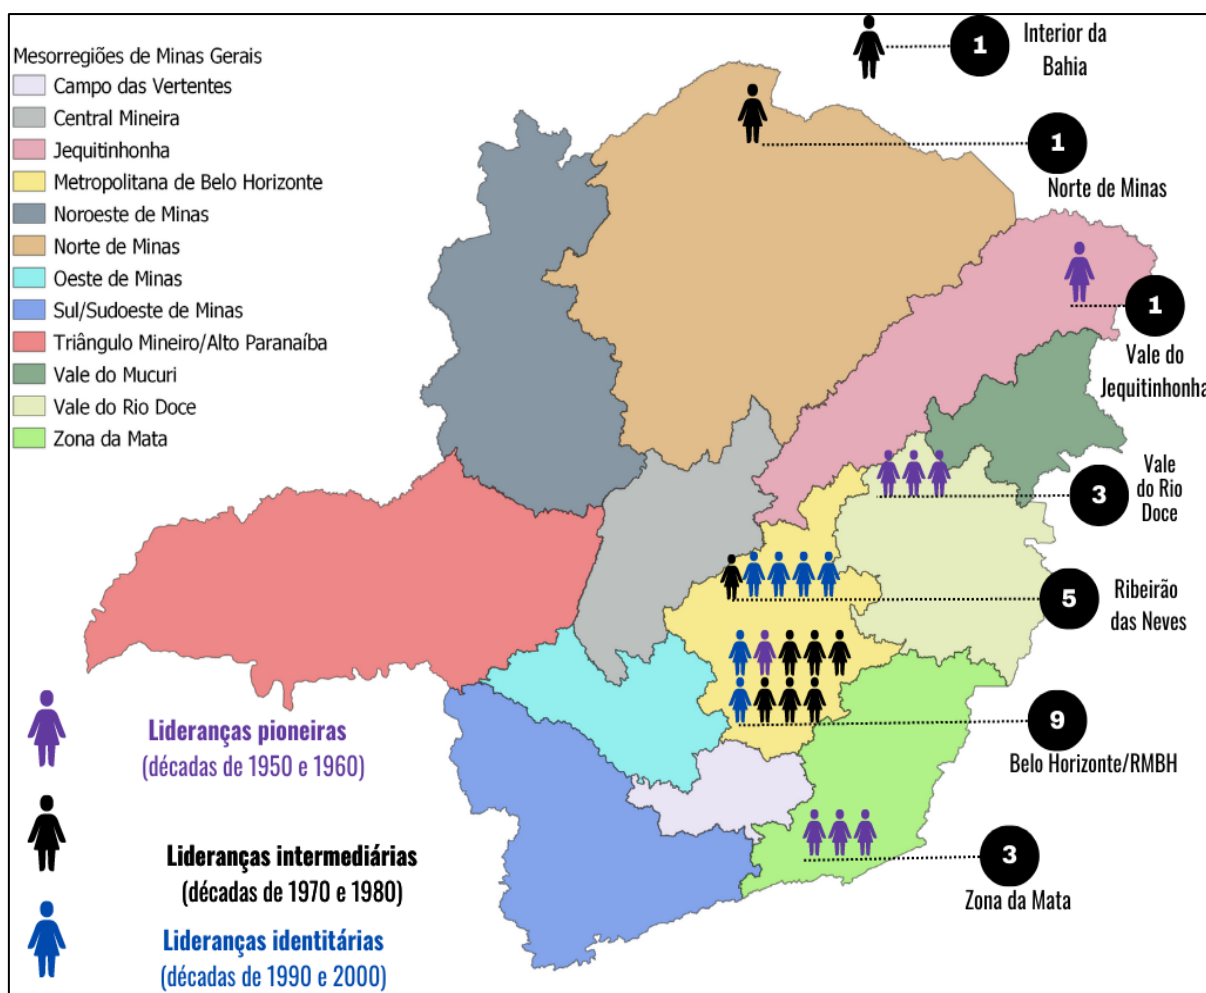 Mesorregiões de Minas Gerais
Campo das Vertentes
Central Mineira
Jequitinhonha
Metropolitana de Belo Horizonte
Noroeste de Minas
Norte de Minas
Oeste de Minas
Sul/Sudoeste de Minas
Triângulo Mineiro/Alto Paranaíba
Vale do Mucuri
Vale do Rio Doce
Zona da Mata
1
Interior da
Bahia
1
Norte de Minas
1
Vale do
Jequitinhonha
3
Vale
do Rio
Doce
5
Ribeirão
das Neves
9
Belo Horizonte/RMBH
3
Zona da Mata
Lideranças pioneiras
(décadas de 1950 e 1960)
Lideranças intermediárias
(décadas de 1970 e 1980)
Lideranças identitárias
(décadas de 1990 e 2000)